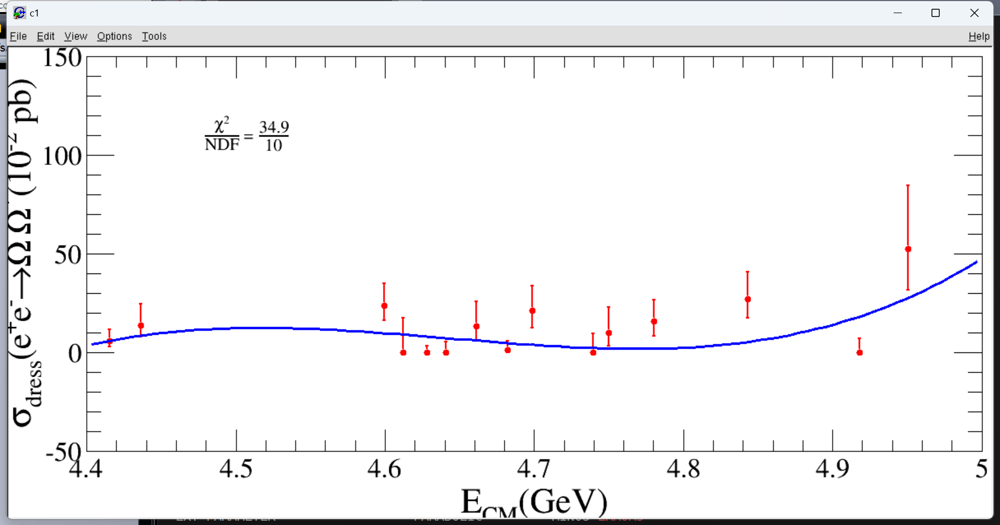 c1
File Edit View Options Tools Help
150
100
50
0
-50
σdress(e+e-→ΩΩ (10-2 pb)
χ2
NDF
=
34.9
10
4.4 4.5 4.6 4.7 4.8 4.9 5
ECM(GeV)